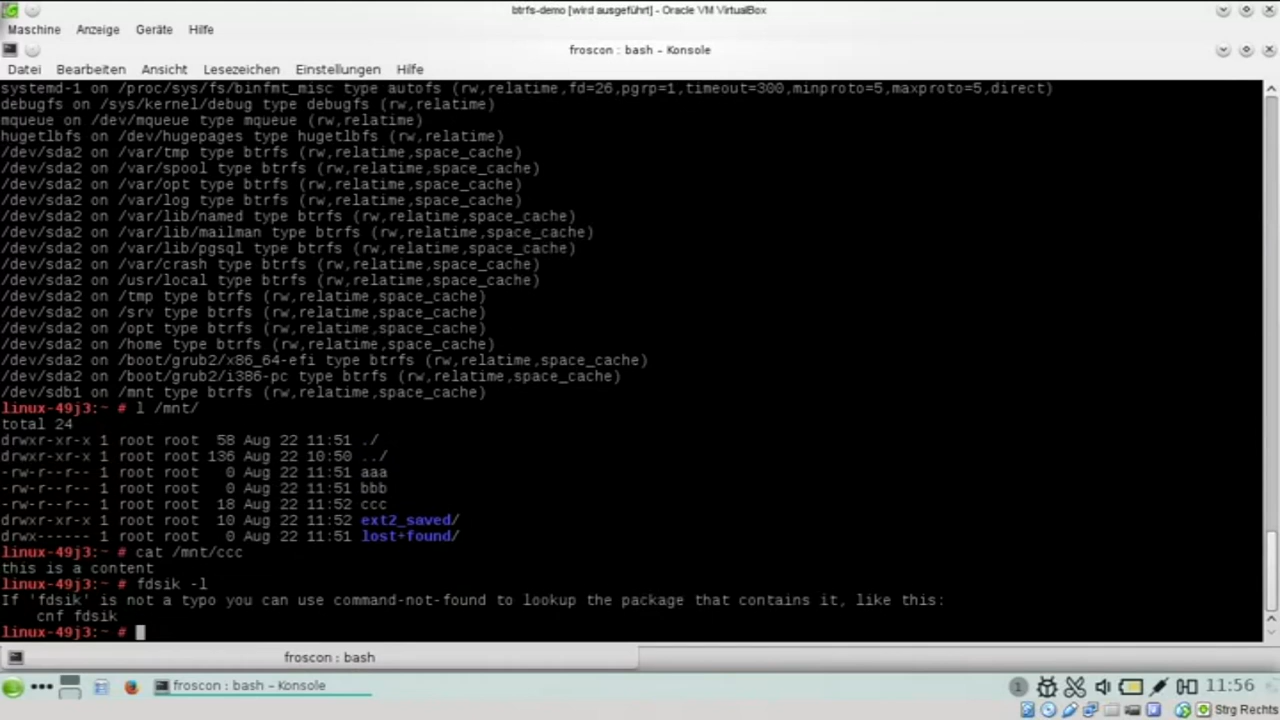 btrfs-demo [wird ausgeführt] - Oracle VM VirtualBox
Maschine Anzeige Geräte Hilfe
froscon : bash – Konsole
Datei Bearbeiten Ansicht Lesezeichen Einstellungen Hilfe
systemd-1 on /proc/sys/fs/binfmt_misc type autofs (rw,relatime,fd=26,pgrp=1,timeout=300,minproto=5,maxproto=5,direct)
debugfs on /sys/kernel/debug type debugfs (rw,relatime)
mqueue on /dev/mqueue type mqueue (rw,relatime)
hugetlbfs on /dev/hugepages type hugetlbfs (rw,relatime)
/dev/sda2 on /var/tmp type btrfs (rw,relatime,space_cache)
/dev/sda2 on /var/spool type btrfs (rw,relatime,space_cache)
/dev/sda2 on /var/opt type btrfs (rw,relatime,space_cache)
/dev/sda2 on /var/log type btrfs (rw,relatime,space_cache)
/dev/sda2 on /var/lib/named type btrfs (rw,relatime,space_cache)
/dev/sda2 on /var/lib/mailman type btrfs (rw,relatime,space_cache)
/dev/sda2 on /var/lib/pgsql type btrfs (rw,relatime,space_cache)
/dev/sda2 on /var/crash type btrfs (rw,relatime,space_cache)
/dev/sda2 on /usr/local type btrfs (rw,relatime,space_cache)
/dev/sda2 on /tmp type btrfs (rw,relatime,space_cache)
/dev/sda2 on /srv type btrfs (rw,relatime,space_cache)
/dev/sda2 on /opt type btrfs (rw,relatime,space_cache)
/dev/sda2 on /home type btrfs (rw,relatime,space_cache)
/dev/sda2 on /boot/grub2/x86_64-efi type btrfs (rw,relatime,space_cache)
/dev/sda2 on /boot/grub2/i386-pc type btrfs (rw,relatime,space_cache)
/dev/sdb1 on /mnt type btrfs (rw,relatime,space_cache)
linux-49j3:~ # l /mnt/
total 24
drwxr-xr-x 1 root root 58 Aug 22 11:51 ./
drwxr-xr-x 1 root root 136 Aug 22 10:50 ../
-rw-r--r-- 1 root root 0 Aug 22 11:51 aaa
-rw-r--r-- 1 root root 0 Aug 22 11:51 bbb
-rw-r--r-- 1 root root 18 Aug 22 11:52 ccc
drwxr-xr-x 1 root root 10 Aug 22 11:52 ext2_saved/
drwx------ 1 root root 0 Aug 22 11:51 lost+found/
linux-49j3:~ # cat /mnt/ccc
this is a content
linux-49j3:~ # fdsik -l
If 'fdsik' is not a typo you can use command-not-found to lookup the package that contains it, like this:
cnf fdsik
linux-49j3:~ #
froscon : bash
froscon : bash – Konsole
1
11:56
Strg Rechts